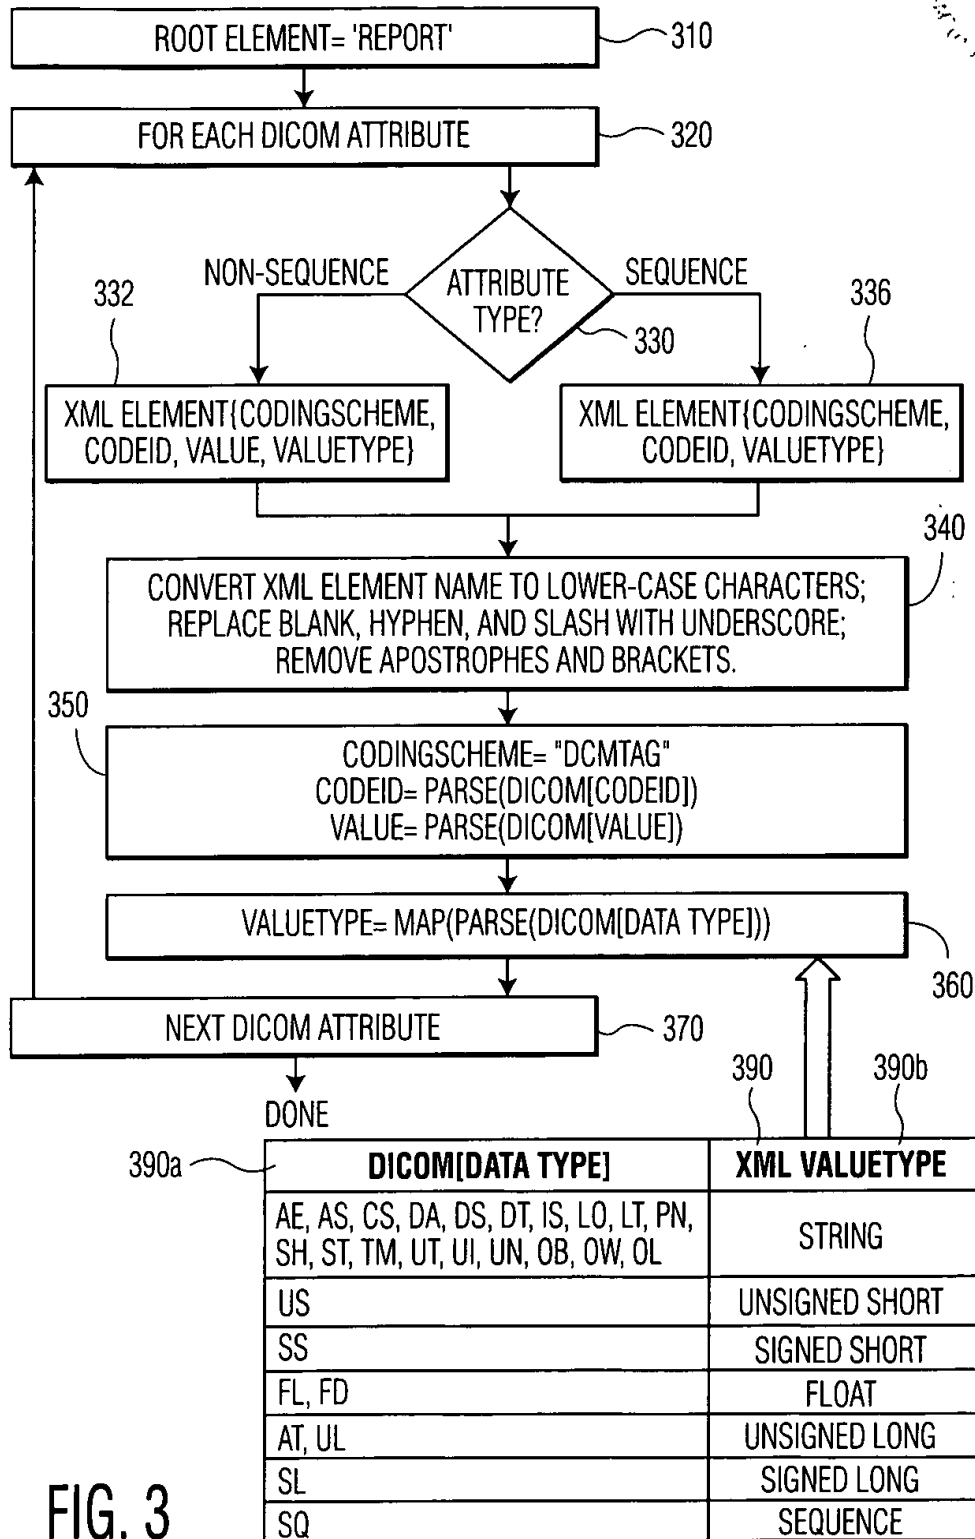 ROOT ELEMENT= 'REPORT'
310
FOR EACH DICOM ATTRIBUTE
320
NON-SEQUENCE
SEQUENCE
ATTRIBUTE
TYPE?
330
332
336
XML ELEMENT{CODINGSCHEME,
CODEID, VALUE, VALUETYPE}
XML ELEMENT{CODINGSCHEME,
CODEID, VALUETYPE}
340
CONVERT XML ELEMENT NAME TO LOWER-CASE CHARACTERS;
REPLACE BLANK, HYPHEN, AND SLASH WITH UNDERSCORE;
REMOVE APOSTROPHES AND BRACKETS.
350
CODINGSCHEME= "DCMTAG"
CODEID= PARSE(DICOM[CODEID])
VALUE= PARSE(DICOM[VALUE])
VALUETYPE= MAP(PARSE(DICOM[DATA TYPE]))
360
NEXT DICOM ATTRIBUTE
370
DONE
390
390b
390a
DICOM[DATA TYPE]
XML VALUETYPE
AE, AS, CS, DA, DS, DT, IS, LO, LT, PN,
SH, ST, TM, UT, UI, UN, OB, OW, OL
STRING
US
UNSIGNED SHORT
SS
SIGNED SHORT
FL, FD
FLOAT
AT, UL
UNSIGNED LONG
SL
SIGNED LONG
SQ
SEQUENCE
FIG. 3